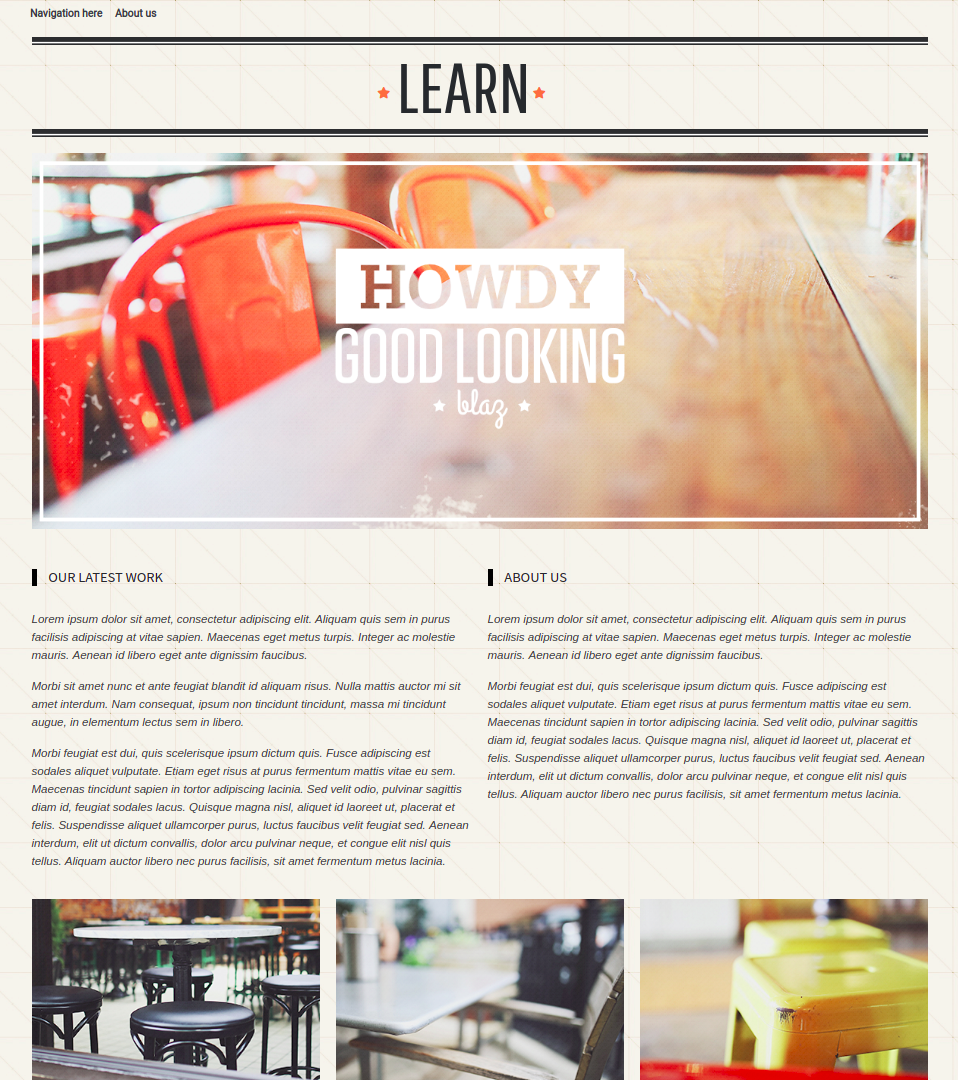 Navigation here About us
LEARN
HOWDY
GOOD LOOKING
blaz
OUR LATEST WORK
Lorem ipsum dolor sit amet, consectetur adipiscing elit. Aliquam quis sem in purus
facilisis adipiscing at vitae sapien. Maecenas eget metus turpis. Integer ac molestie
mauris. Aenean id libero eget ante dignissim faucibus.
Morbi sit amet nunc et ante feugiat blandit id aliquam risus. Nulla mattis auctor mi sit
amet interdum. Nam consequat, ipsum non tincidunt tincidunt, massa mi tincidunt
augue, in elementum lectus sem in libero.
Morbi feugiat est dui, quis scelerisque ipsum dictum quis. Fusce adipiscing est
sodales aliquet vulputate. Etiam eget risus at purus fermentum mattis vitae eu sem.
Maecenas tincidunt sapien in tortor adipiscing lacinia. Sed velit odio, pulvinar sagittis
diam id, feugiat sodales lacus. Quisque magna nisl, aliquet id laoreet ut, placerat et
felis. Suspendisse aliquet ullamcorper purus, luctus faucibus velit feugiat sed. Aenean
interdum, elit ut dictum convallis, dolor arcu pulvinar neque, et congue elit nisl quis
tellus. Aliquam auctor libero nec purus facilisis, sit amet fermentum metus lacinia.
ABOUT US
Lorem ipsum dolor sit amet, consectetur adipiscing elit. Aliquam quis sem in purus
facilisis adipiscing at vitae sapien. Maecenas eget metus turpis. Integer ac molestie
mauris. Aenean id libero eget ante dignissim faucibus.
Morbi feugiat est dui, quis scelerisque ipsum dictum quis. Fusce adipiscing est
sodales aliquet vulputate. Etiam eget risus at purus fermentum mattis vitae eu sem.
Maecenas tincidunt sapien in tortor adipiscing lacinia. Sed velit odio, pulvinar sagittis
diam id, feugiat sodales lacus. Quisque magna nisl, aliquet id laoreet ut, placerat et
felis. Suspendisse aliquet ullamcorper purus, luctus faucibus velit feugiat sed. Aenean
interdum, elit ut dictum convallis, dolor arcu pulvinar neque, et congue elit nisl quis
tellus. Aliquam auctor libero nec purus facilisis, sit amet fermentum metus lacinia.